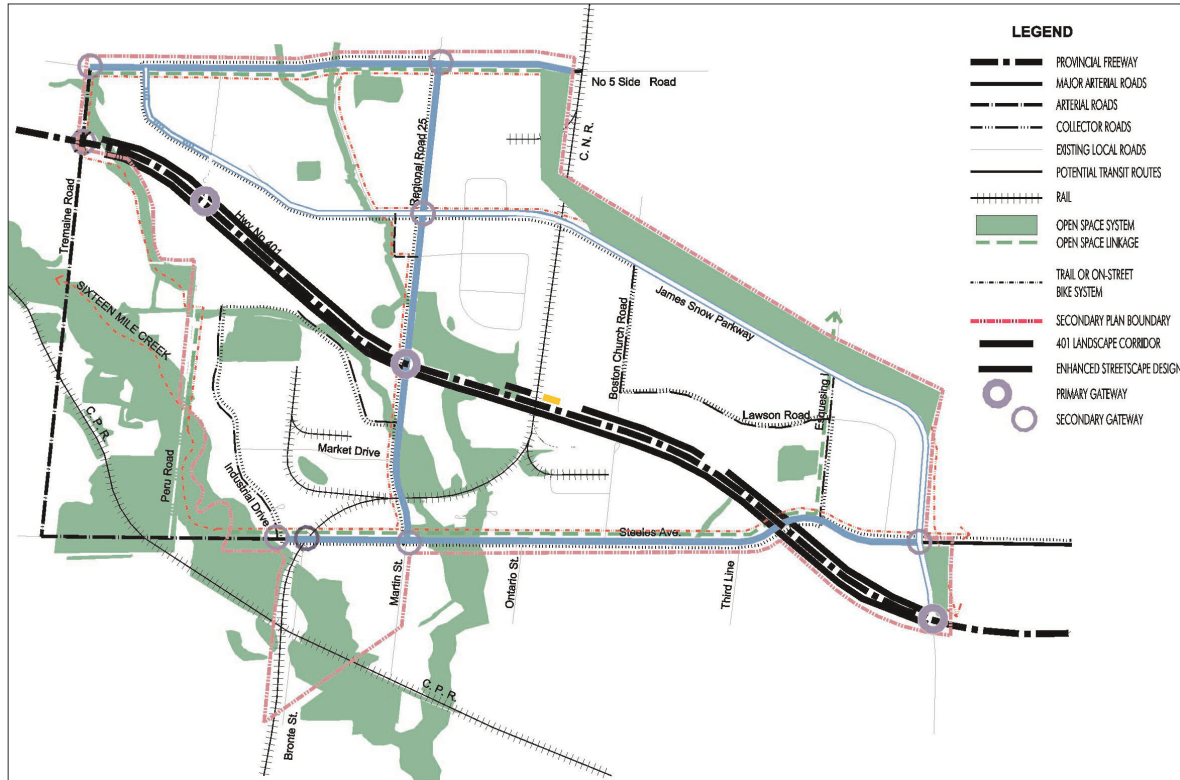 LEGEND
PROVINCIAL FREEWAY
MAJOR ARTERIAL ROADS
ARTERIAL ROADS
COLLECTOR ROADS
EXISTING LOCAL ROADS
POTENTIAL TRANSIT ROUTES
RAIL
OPEN SPACE SYSTEM
OPEN SPACE LINKAGE
TRAIL OR ON-STREET
BIKE SYSTEM
SECONDARY PLAN BOUNDARY
401 LANDSCAPE CORRIDOR
ENHANCED STREETSCAPE DESIGN
PRIMARY GATEWAY
SECONDARY GATEWAY
No 5 Side Road
C. N. R.
Regional Road 25
Tremaine Road
Hwy No 401
SIXTEEN MILE CREEK
James Snow Parkway
Boston Church Road
Esquesing L
Lawson Road
C. P. R.
Market Drive
Peru Road
Industrial Drive
Steeles Ave.
Martin St.
Ontario St.
Third Line
C. P. R.
Bronte St.